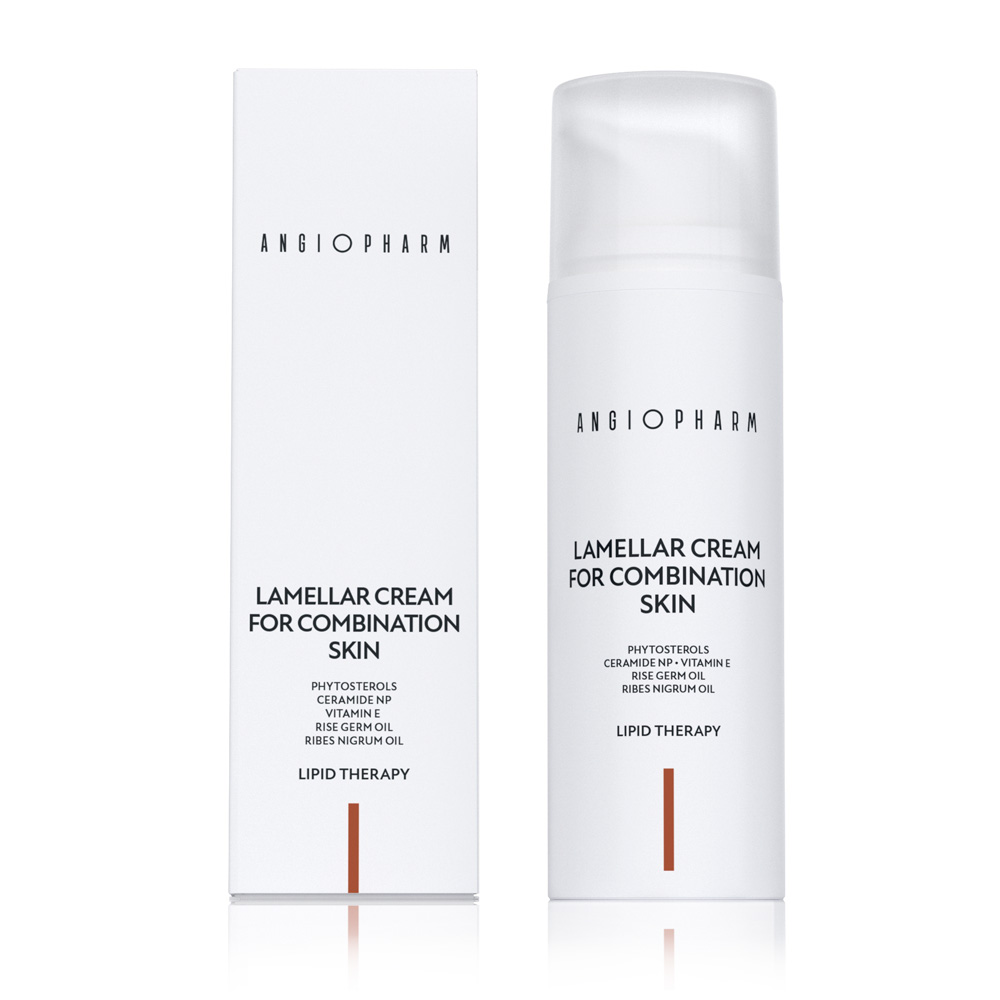 ANGIOPHARM
LAMELLAR CREAM
FOR COMBINATION
SKIN
PHYTOSTEROLS
CERAMIDE NP
VITAMIN E
RISE GERM OIL
RIBES NIGRUM OIL
LIPID THERAPY
ANGIOPHARM
LAMELLAR CREAM
FOR COMBINATION
SKIN
PHYTOSTEROLS
CERAMIDE NP • VITAMIN E
RISE GERM OIL
RIBES NIGRUM OIL
LIPID THERAPY